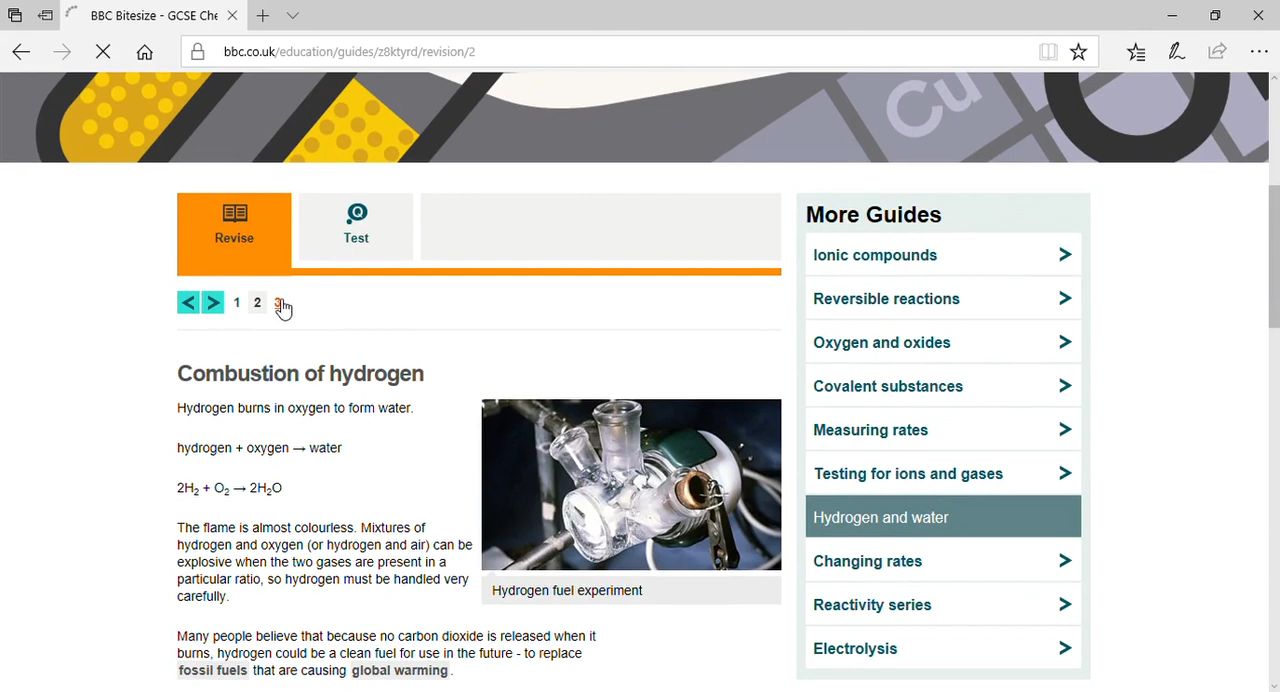 BBC Bitesize - GCSE Che
bbc.co.uk/education/guides/z8ktyrd/revision/2
Cu
Revise
Test
< > 1 2 3
Combustion of hydrogen
Hydrogen burns in oxygen to form water.
hydrogen + oxygen → water
2H₂ + O₂ → 2H₂O
The flame is almost colourless. Mixtures of
hydrogen and oxygen (or hydrogen and air) can be
explosive when the two gases are present in a
particular ratio, so hydrogen must be handled very
carefully.
Hydrogen fuel experiment
Many people believe that because no carbon dioxide is released when it
burns, hydrogen could be a clean fuel for use in the future - to replace
fossil fuels that are causing global warming.
More Guides
Ionic compounds
Reversible reactions
Oxygen and oxides
Covalent substances
Measuring rates
Testing for ions and gases
Hydrogen and water
Changing rates
Reactivity series
Electrolysis